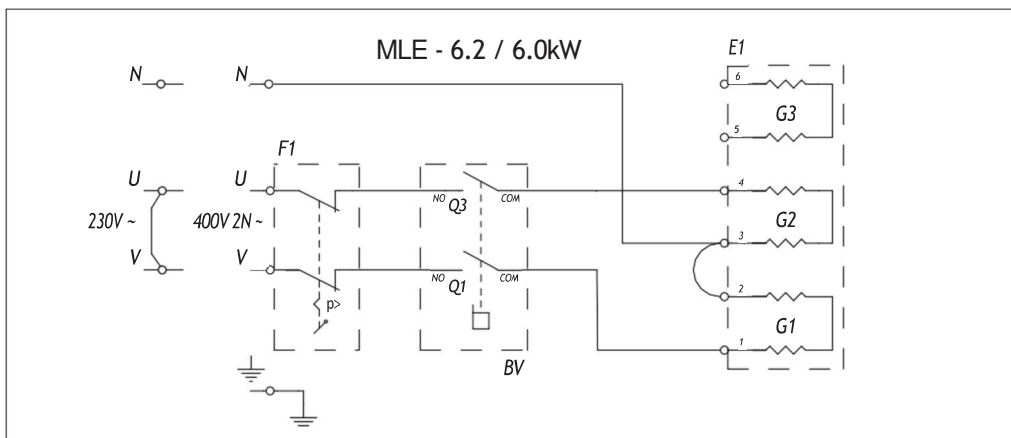 MLE - 6.2 / 6.0kW
E1
N
N
6
G3
5
F1
U
U
4
NO
Q3
COM
230V ~
400V 2N ~
G2
3
V
V
NO
Q1
COM
2
p>
G1
1
BV